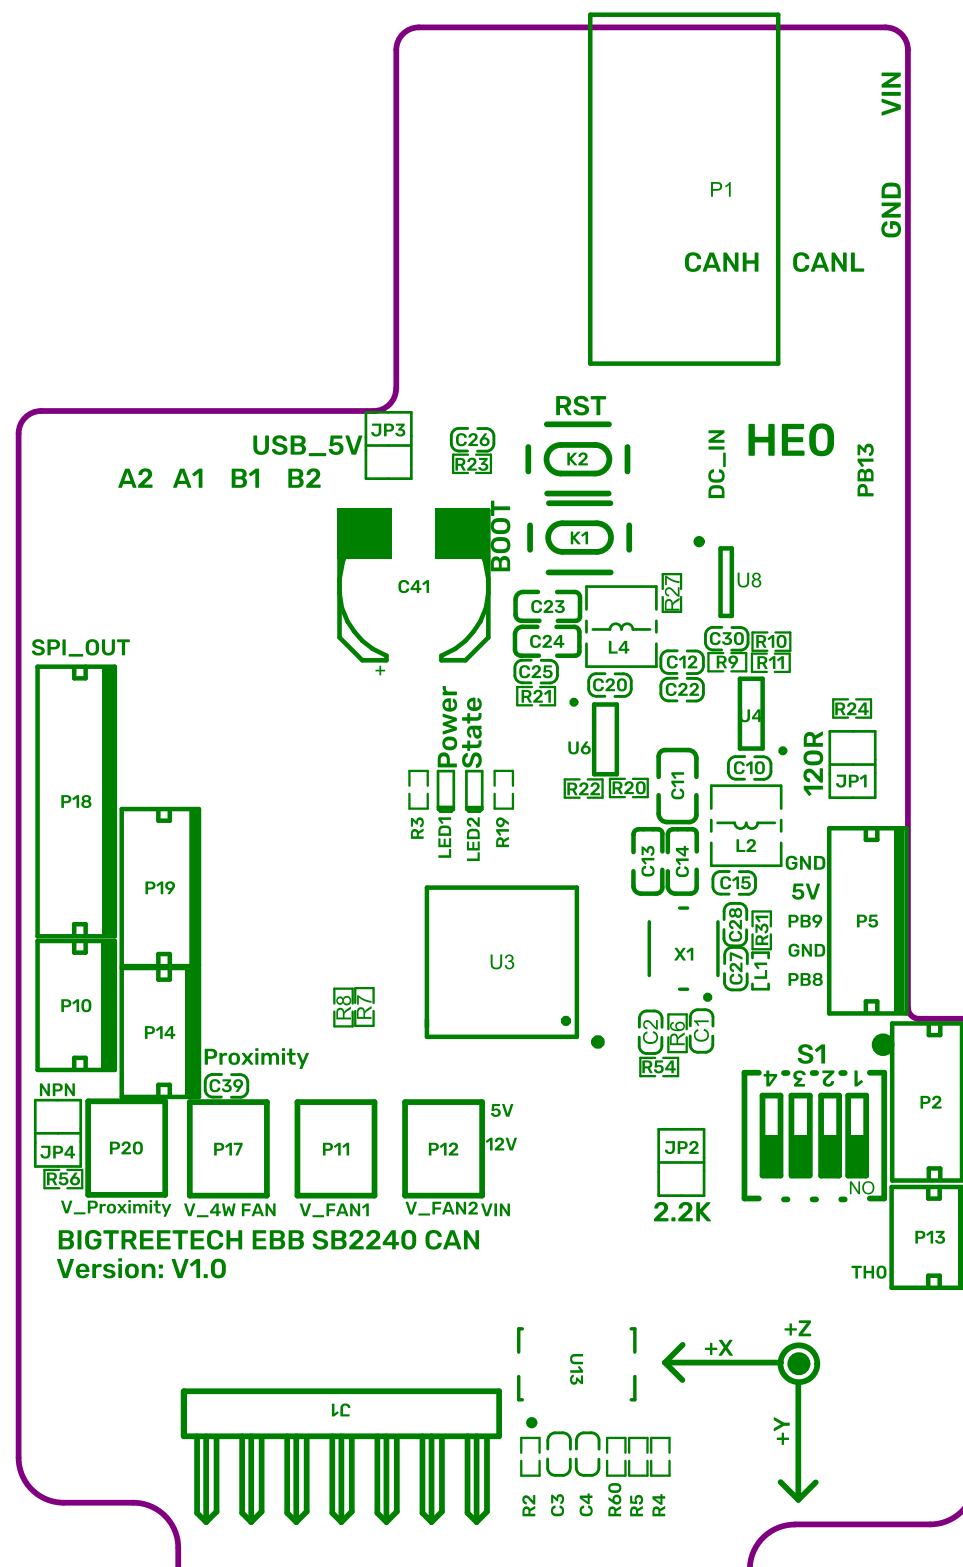 VIN
P1
GND
CANH CANL
RST
JP3
USB_5V
C26
R23
K2
DC_IN
HE0
PB13
A2 A1 B1 B2
BOOT
K1
C41
+
U8
R27
C23
C24
L4
C30
R10
R9
R11
C12
C22
C25
R21
C20
SPI_OUT
Power
State
U4
R24
U6
C10
120R
JP1
R22
R20
C11
P18
R3
LED1
LED2
R19
L2
C13
C14
GND
C15
5V
P19
C28
R31
PB9
P5
X1
GND
C27
L1
PB8
U3
P10
R8
R7
P14
C2
R6
C1
Proximity
R54
S1
C39
NPN
4 3 2 1
5V
P2
JP4
P20
P17
P11
P12
12V
JP2
R56
NO
V_Proximity
V_4W FAN
V_FAN1
V_FAN2
VIN
2.2K
BIGTREETECH EBB SB2240 CAN
Version: V1.0
P13
TH0
+Z
+X
U13
J1
+Y
R2
C3
C4
R60
R5
R4